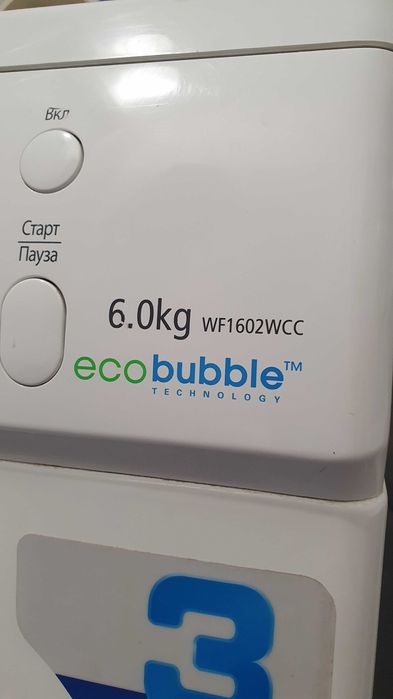 Вкл
Старт
Пауза
6.0kg WF1602WCC
ecobubble™
TECHNOLOGY
3